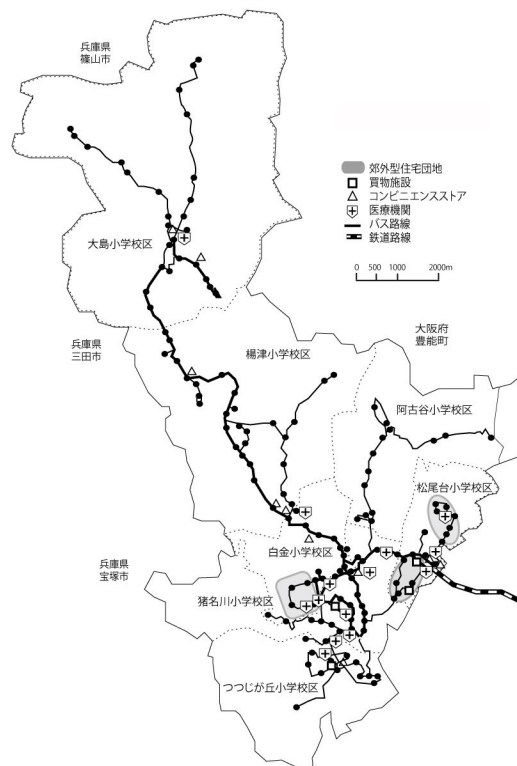 兵庫県
篠山市
郊外型住宅団地
買物施設
コンビニエンスストア
医療機関
バス路線
鉄道路線
0 500 1000 2000m
大島小学校区
兵庫県
三田市
楊津小学校区
大阪府
豊能町
阿古谷小学校区
松尾台小学校区
白金小学校区
兵庫県
宝塚市
猪名川小学校区
つつじが丘小学校区